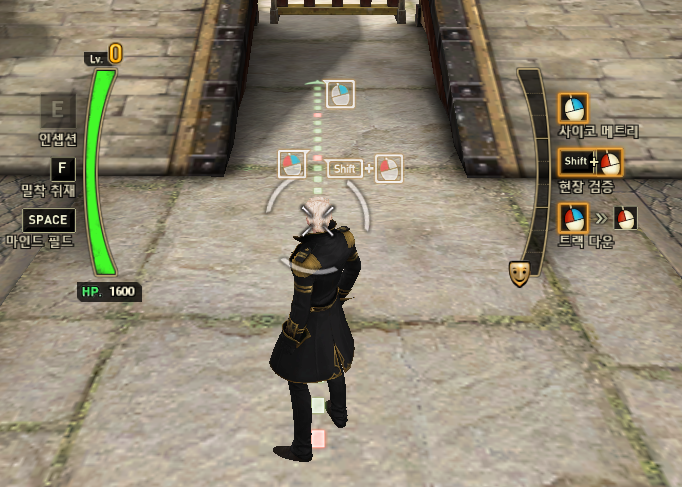 Lv. 0
E
인셉션
F
밀착 취재
SPACE
마인드 필드
HP. 1600
Shift +
사이코 메트리
Shift +
현장 검증
트랙 다운